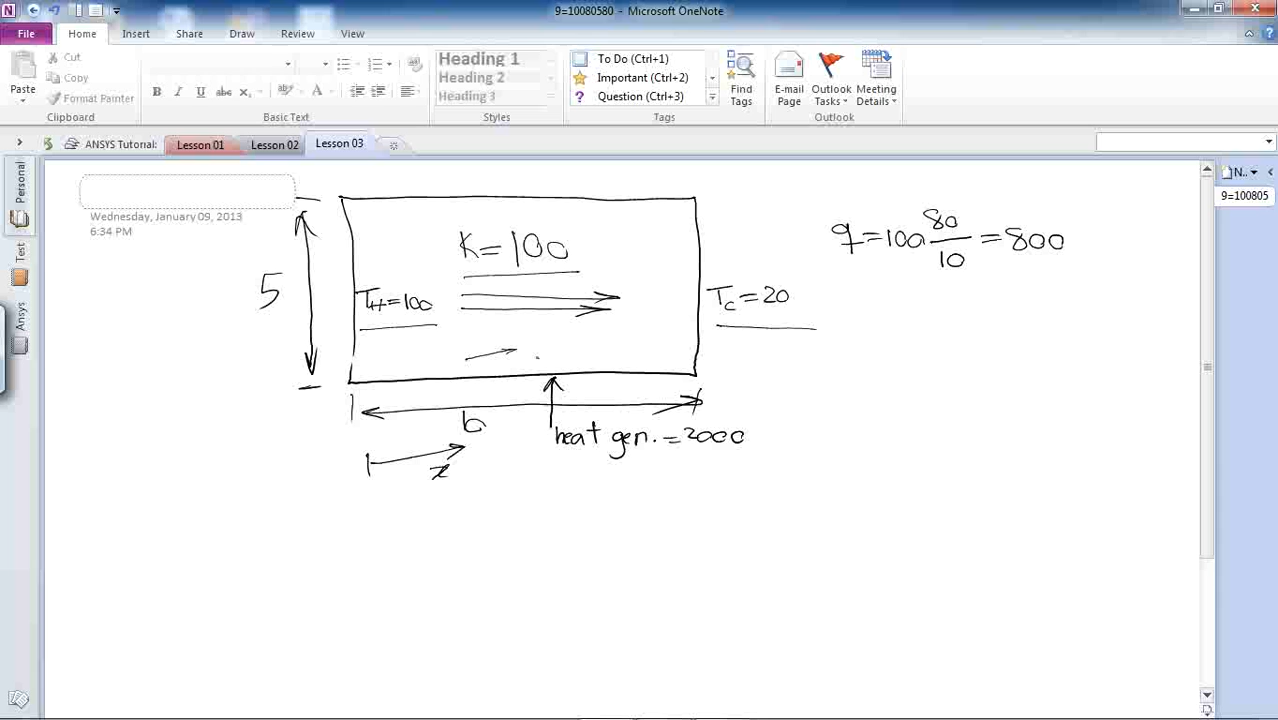 9=10080580 - Microsoft OneNote
File Home Insert Share Draw Review View
Paste
Cut
Copy
Format Painter
Clipboard
B I U abc X₂ A
Basic Text
Heading 1
Heading 2
Heading 3
Styles
To Do (Ctrl+1)
Important (Ctrl+2)
? Question (Ctrl+3)
Tags
Find Tags
E-mail Page
Outlook Tasks
Meeting Details
Outlook
ANSYS Tutorial: Lesson 01 Lesson 02 Lesson 03
Personal
Test
Ansys
N..
9=100805
Wednesday, January 09, 2013
6:34 PM
K=100
q=100 80/10 =800
5
TH=100
Tc=20
heat gen. =2000
x